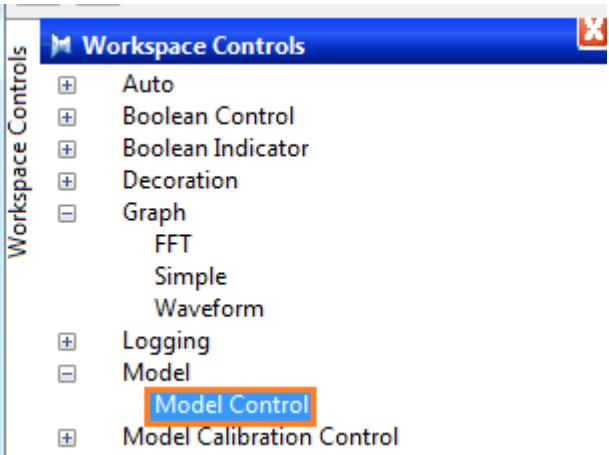 Workspace Controls
Workspace Controls
Auto
Boolean Control
Boolean Indicator
Decoration
Graph
FFT
Simple
Waveform
Logging
Model
Model Control
Model Calibration Control